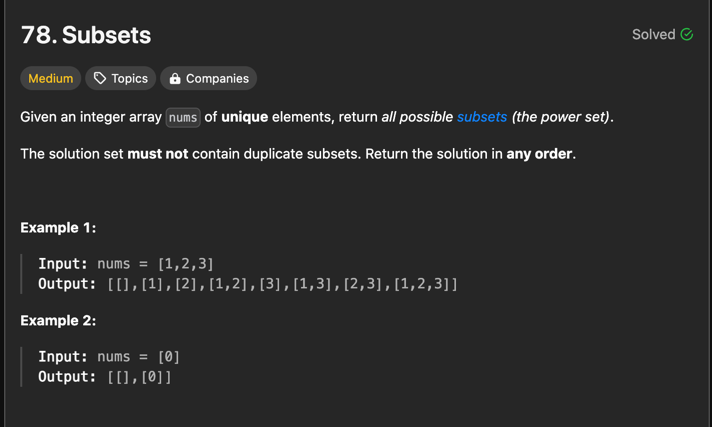 78. Subsets
Solved
Medium Topics Companies
Given an integer array nums of unique elements, return all possible subsets (the power set).
The solution set must not contain duplicate subsets. Return the solution in any order.
Example 1:
Input: nums = [1,2,3]
Output: [[],[1],[2],[1,2],[3],[1,3],[2,3],[1,2,3]]
Example 2:
Input: nums = [0]
Output: [[],[0]]